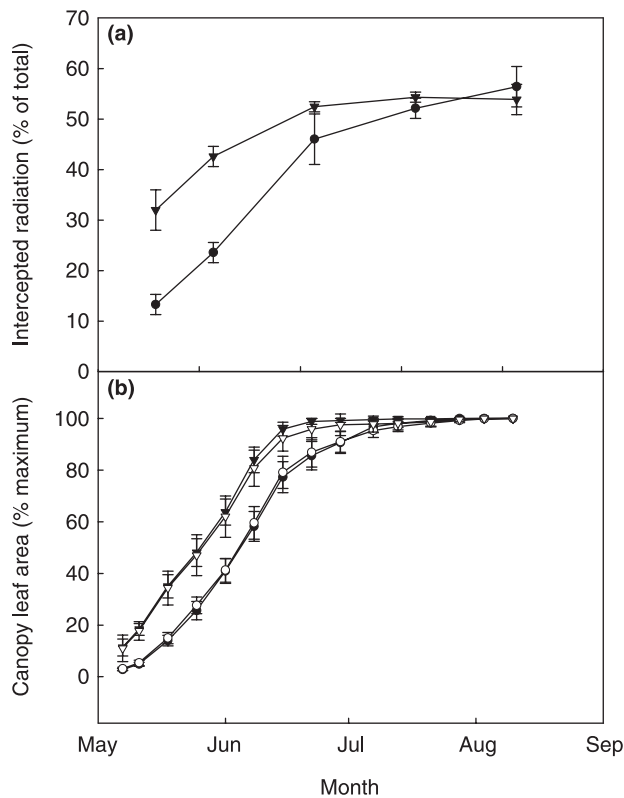 (a)
Intercepted radiation (% of total)
70
60
50
40
30
20
10
0
(b)
Canopy leaf area (% maximum)
100
80
60
40
20
0
May Jun Jul Aug Sep
Month